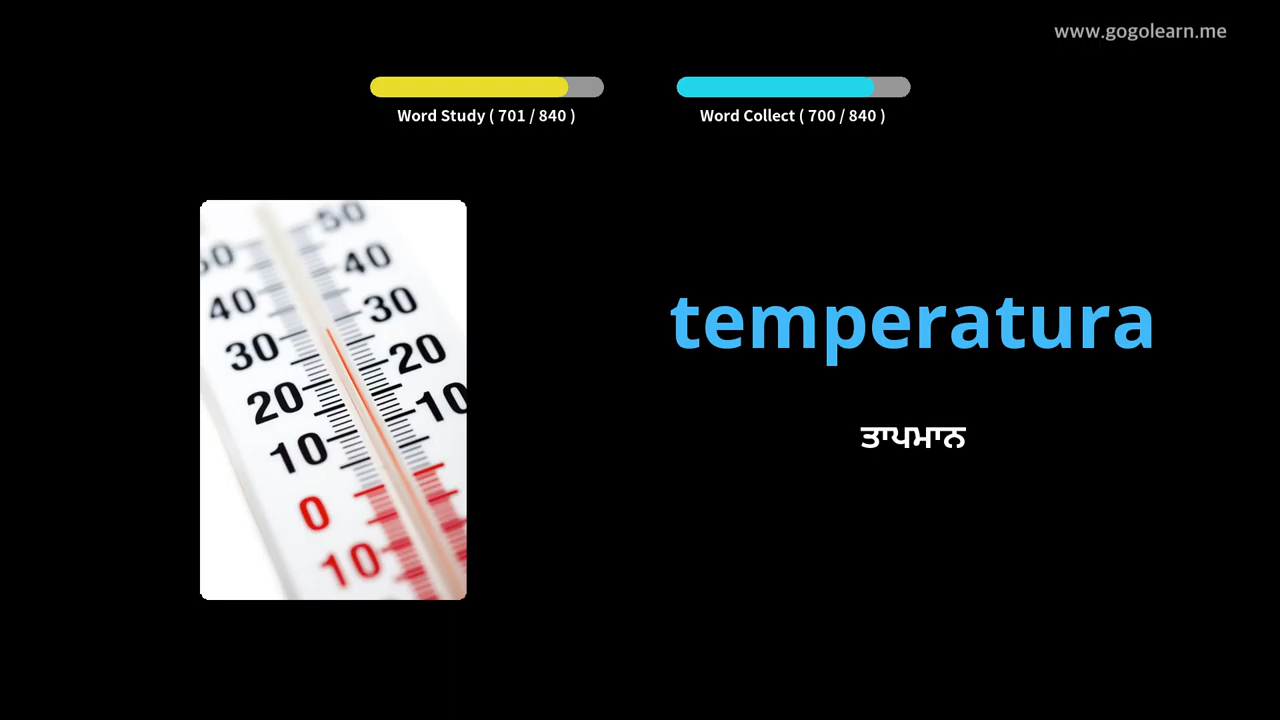 www.gogolearn.me
Word Study ( 701 / 840 )
Word Collect ( 700 / 840 )
50
50
40
40
30
30
20
20
10
10
0
10
temperatura
ਤਾਪਮਾਨ